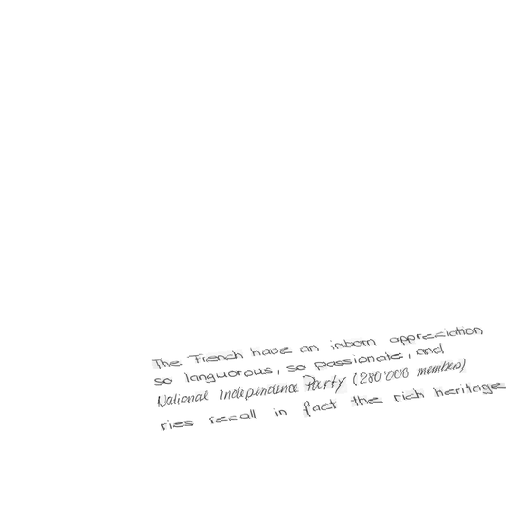 The French have an inborn appreciation
so languorous, so passionate, and
National Independence Party (280'000 members)
ries recall in fact the rich heritage